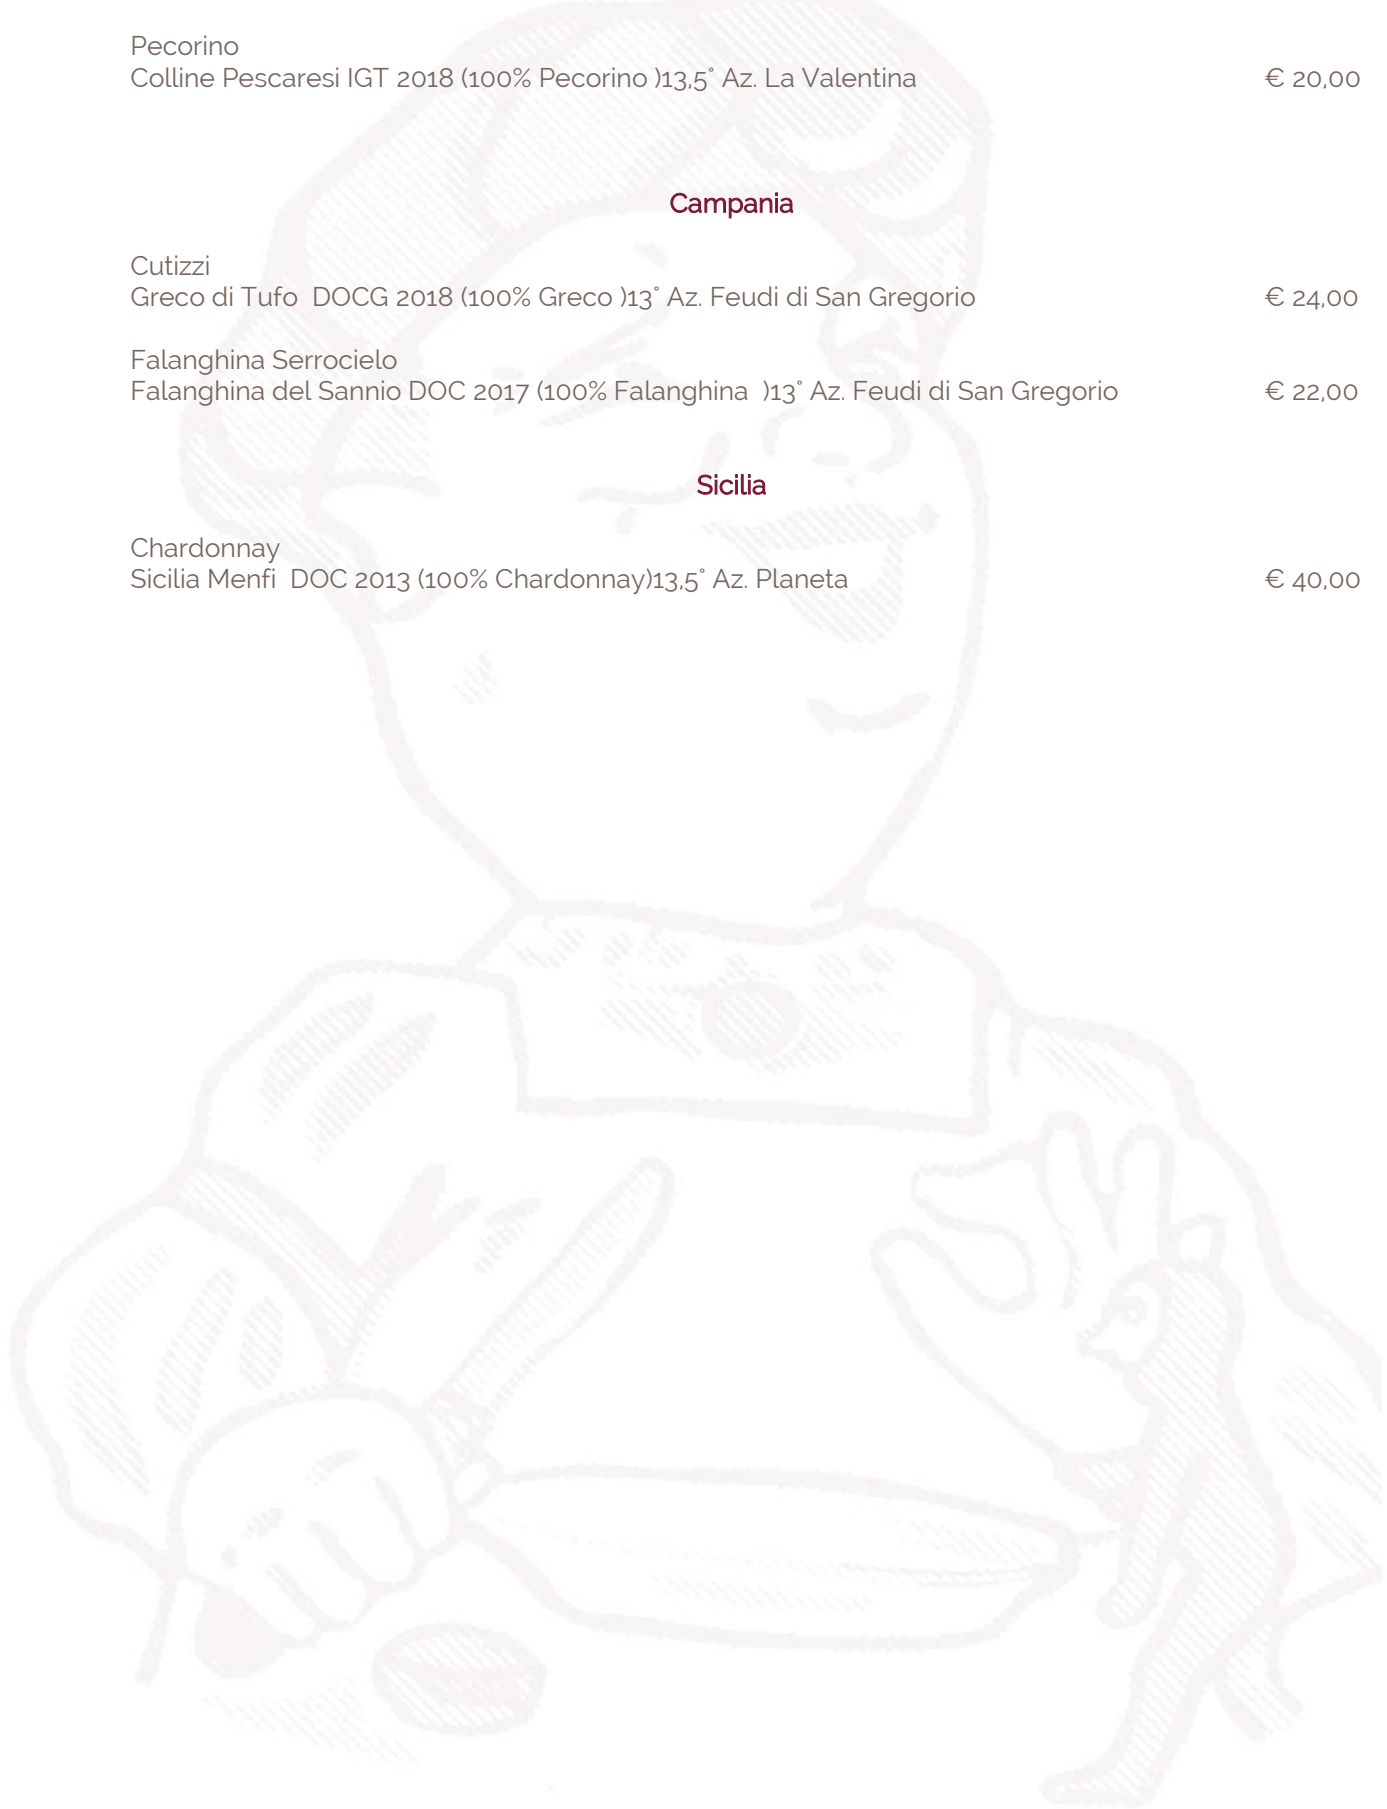 Pecorino
Colline Pescaresi IGT 2018 (100% Pecorino )13,5° Az. La Valentina € 20,00
Campania
Cutizzi
Greco di Tufo  DOCG 2018 (100% Greco )13° Az. Feudi di San Gregorio € 24,00
Falanghina Serrocielo
Falanghina del Sannio DOC 2017 (100% Falanghina  )13° Az. Feudi di San Gregorio € 22,00
Sicilia
Chardonnay
Sicilia Menfi  DOC 2013 (100% Chardonnay)13,5° Az. Planeta € 40,00